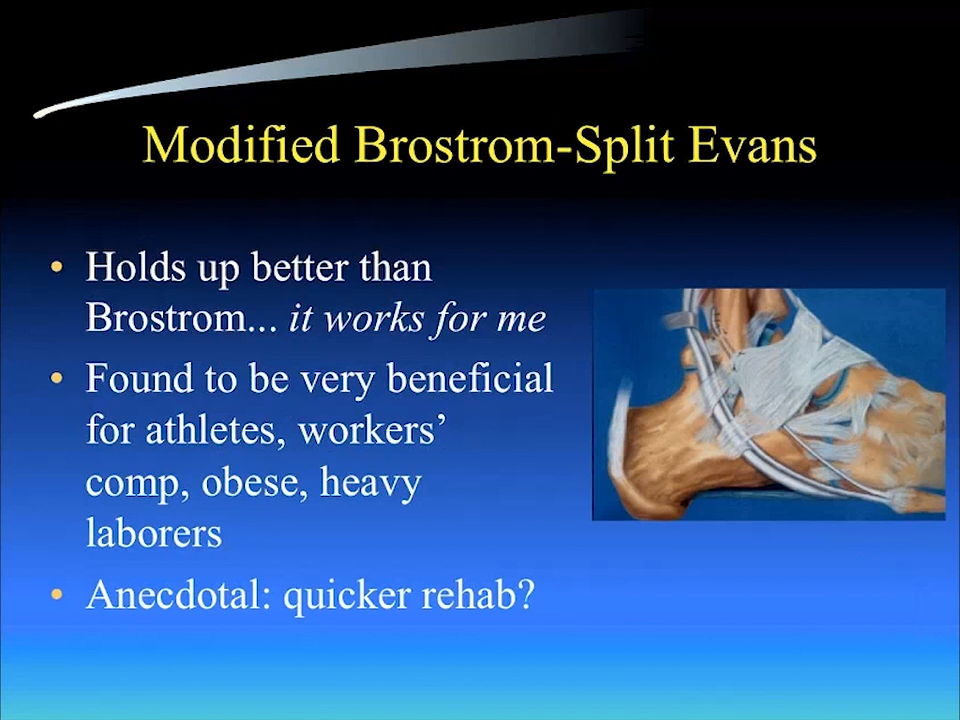 Modified Brostrom-Split Evans
• Holds up better than
Brostrom... it works for me
• Found to be very beneficial
for athletes, workers’
comp, obese, heavy
laborers
• Anecdotal: quicker rehab?